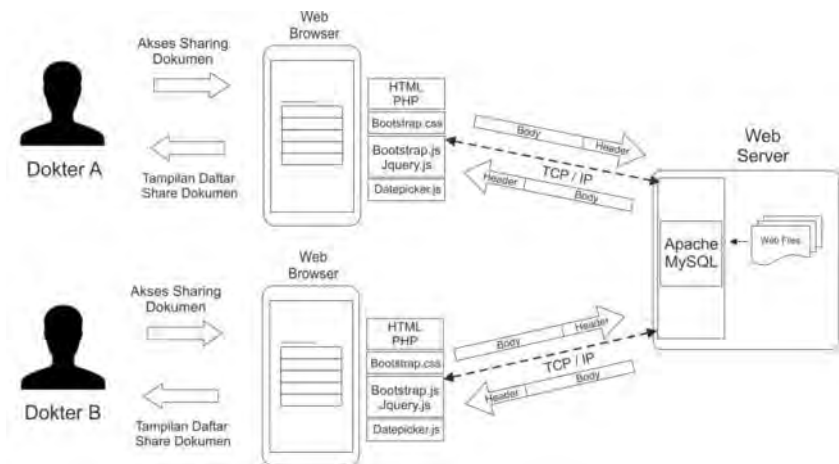 Web
Browser
Akses Sharing
Dokumen
Dokter A
Tampilan Daftar
Share Dokumen
HTML
PHP
Bootstrap.css
Bootstrap.js
Jquery.js
Datepicker.js
Body
Header
TCP / IP
Header
Body
Web
Server
Apache
MySQL
Web Files
Web
Browser
Akses Sharing
Dokumen
Dokter B
Tampilan Daftar
Share Dokumen
HTML
PHP
Bootstrap.css
Bootstrap.js
Jquery.js
Datepicker.js
Body
Header
TCP / IP
Header
Body